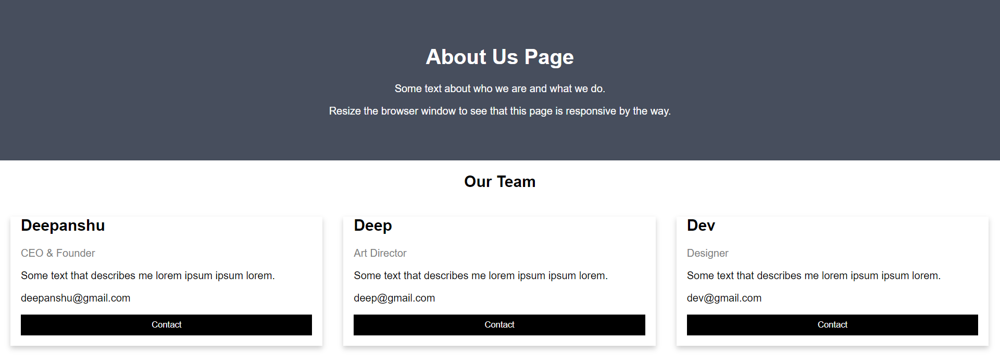 About Us Page
Some text about who we are and what we do.
Resize the browser window to see that this page is responsive by the way.
Our Team
Deepanshu
CEO & Founder
Some text that describes me lorem ipsum ipsum lorem.
deepanshu@gmail.com
Contact
Deep
Art Director
Some text that describes me lorem ipsum ipsum lorem.
deep@gmail.com
Contact
Dev
Designer
Some text that describes me lorem ipsum ipsum lorem.
dev@gmail.com
Contact